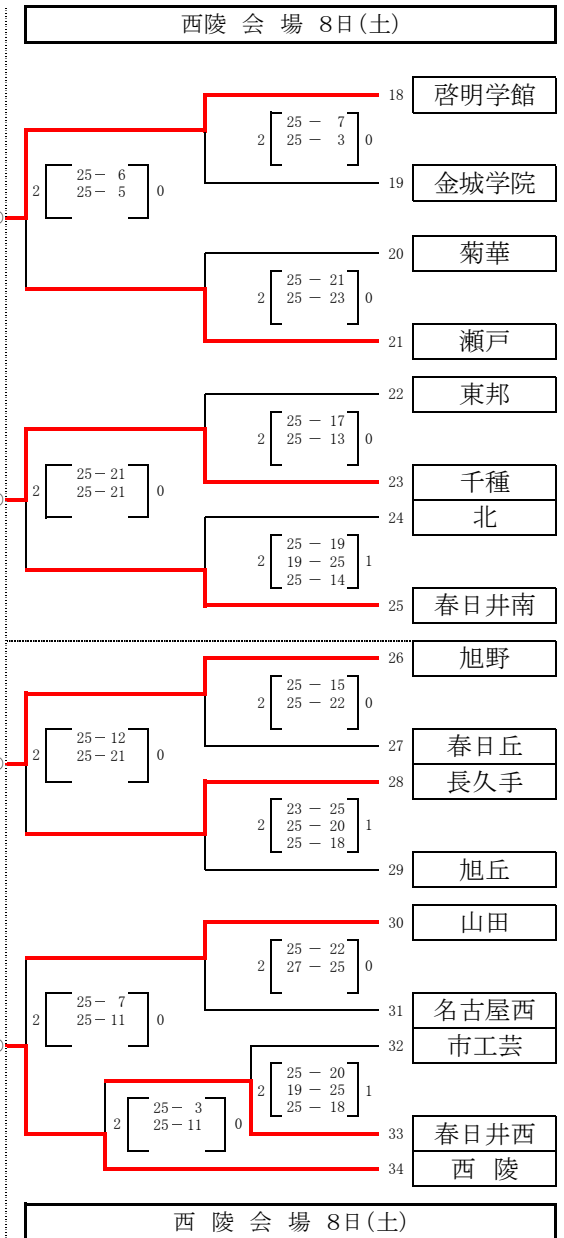 西陵 会 場 8日(土)
18 啓明学館
2 25 － 7 0
25 － 3
2 25－ 6 0
25－ 5
19 金城学院
20 菊華
2 25 － 21 0
25 － 23
21 瀬戸
22 東邦
2 25 － 17 0
25 － 13
2 25－21 0
25－21
23 千種
24 北
2 25 － 19 1
19 － 25
25 － 14
25 春日井南
26 旭野
2 25 － 15 0
25 － 22
2 25－12 0
25－21
27 春日丘
28 長久手
2 23 － 25 1
25 － 20
25 － 18
29 旭丘
30 山田
2 25 － 22 0
27 － 25
2 25－ 7 0
25－11
31 名古屋西
32 市工芸
2 25 － 20 1
19 － 25
25 － 18
2 25－ 3 0
25－11
33 春日井西
34 西 陵
西 陵 会 場 8日(土)